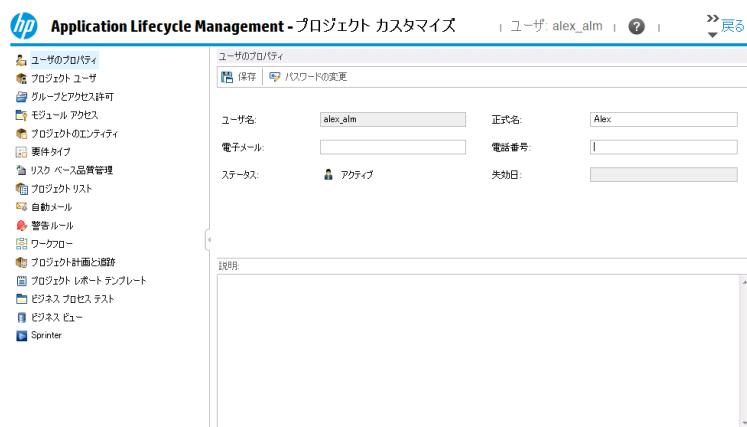 hp Application Lifecycle Management - プロジェクト カスタマイズ ユーザ: alex_alm ? 戻る
ユーザのプロパティ
プロジェクト ユーザ
グループとアクセス許可
モジュール アクセス
プロジェクトのエンティティ
要件タイプ
リスク ベース品質管理
プロジェクト リスト
自動メール
警告ルール
ワークフロー
プロジェクト計画と追跡
プロジェクト レポート テンプレート
ビジネス プロセス テスト
ビジネス ビュー
Sprinter
ユーザのプロパティ
保存 パスワードの変更
ユーザ名: alex_alm 正式名: Alex
電子メール: 電話番号:
ステータス: アクティブ 失効日:
説明: